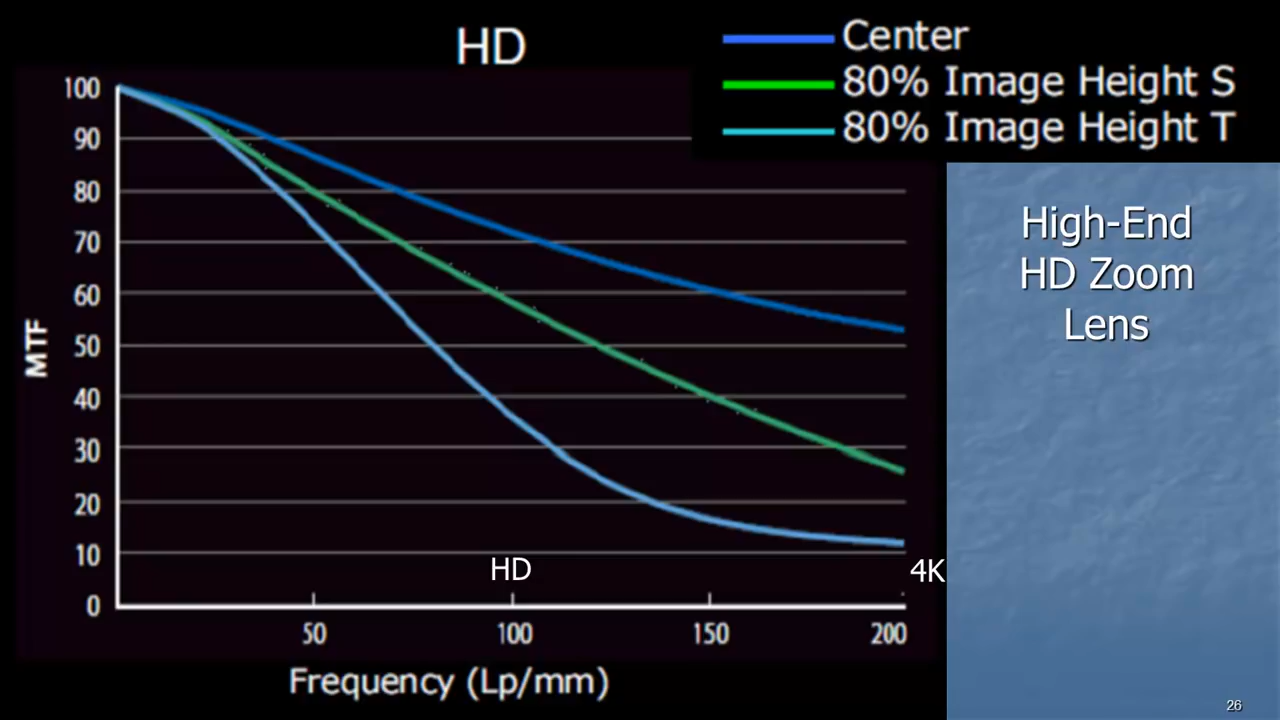 HD
Center
80% Image Height S
80% Image Height T
100
90
80
70
60
50
40
30
20
10
0
MTF
HD
4K
50
100
150
200
Frequency (Lp/mm)
High-End
HD Zoom
Lens
26